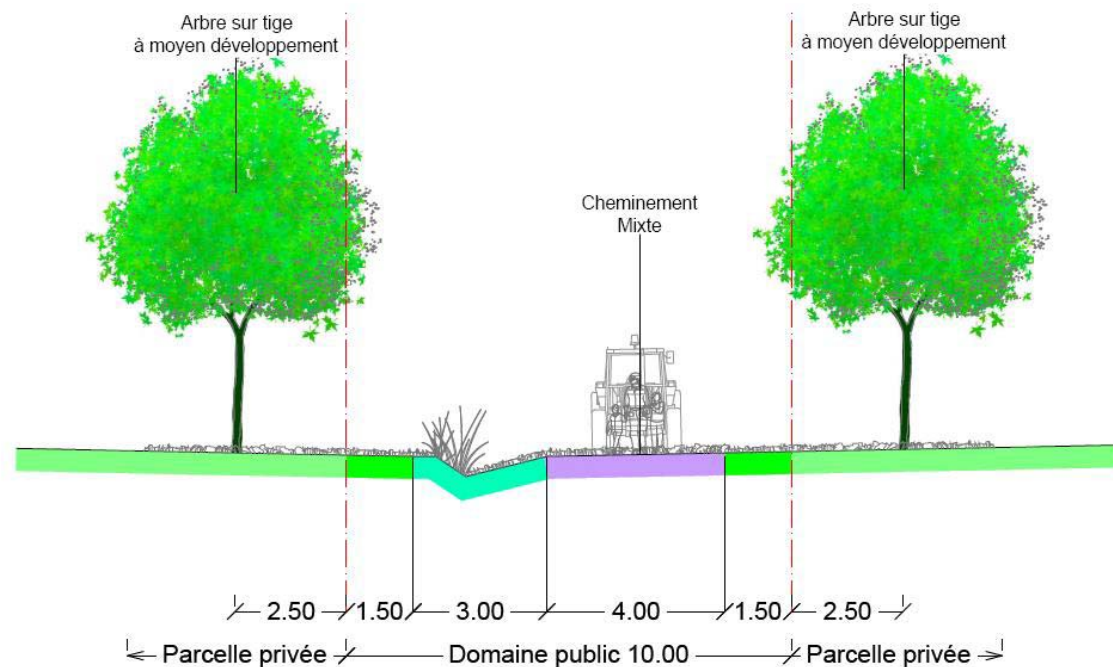 Arbre sur tige
à moyen développement
Arbre sur tige
à moyen développement
Cheminement
Mixte
2.50 1.50 3.00 4.00 1.50 2.50
Parcelle privée Domaine public 10.00 Parcelle privée